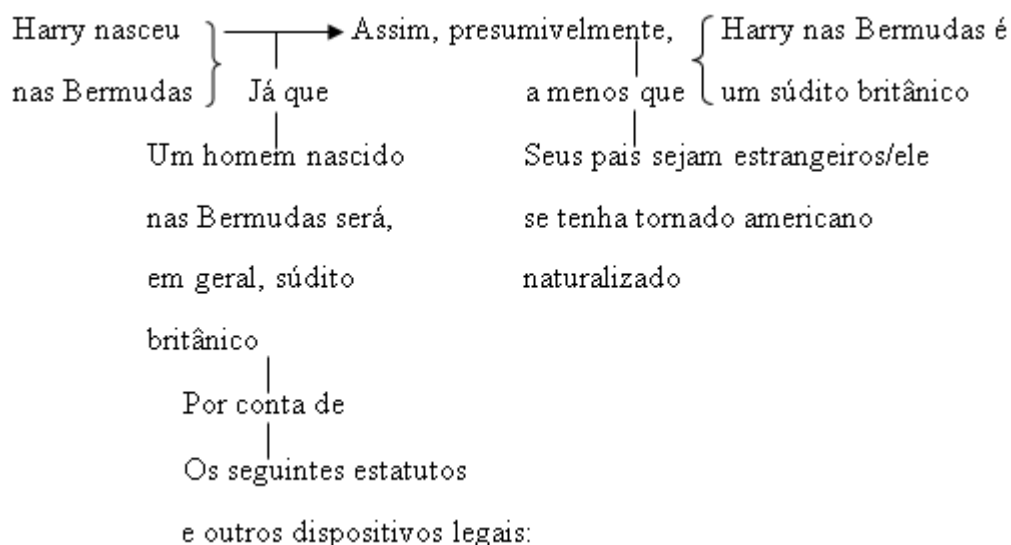 Harry nasceu
nas Bermudas
Já que
Assim, presumivelmente,
a menos que
Harry nas Bermudas é
um súdito britânico
Um homem nascido
nas Bermudas será,
em geral, súdito
britânico
Seus pais sejam estrangeiros/ele
se tenha tornado americano
naturalizado
Por conta de
Os seguintes estatutos
e outros dispositivos legais: